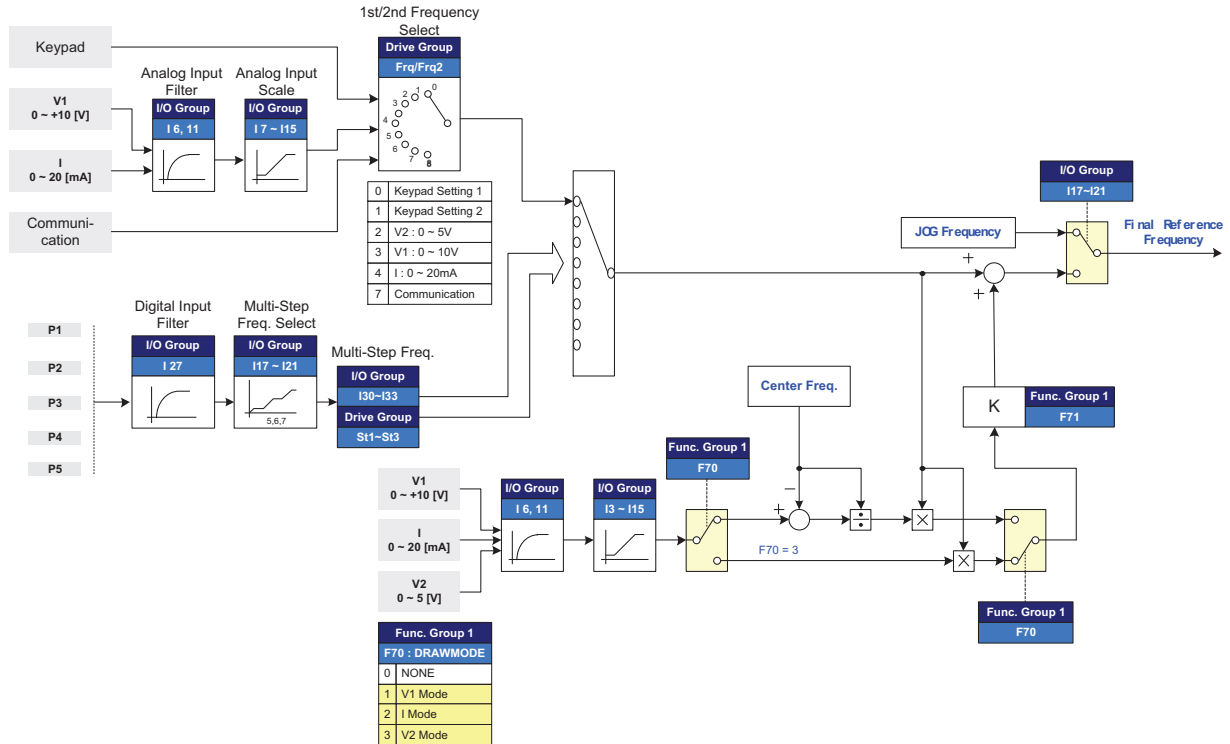 1st/2nd Frequency
Select
Drive Group
Frq/Frq2
0
1
2
3
4
5
6
7
8
Keypad
Analog Input
Filter
I/O Group
I 6, 11
Analog Input
Scale
I/O Group
I 7 ~ I15
V1
0 ~ +10 [V]
I
0 ~ 20 [mA]
Communi-
cation
0 Keypad Setting 1
1 Keypad Setting 2
2 V2 : 0 ~ 5V
3 V1 : 0 ~ 10V
4 I : 0 ~ 20mA
7 Communication
I/O Group
I17~I21
JOG Frequency
Final Reference
Frequency
+
+
P1
P2
P3
P4
P5
Digital Input
Filter
I/O Group
I 27
Multi-Step
Freq. Select
I/O Group
I17 ~ I21
5,6,7
Multi-Step Freq.
I/O Group
I30~I33
Drive Group
St1~St3
Center Freq.
K
Func. Group 1
F71
Func. Group 1
F70
V1
0 ~ +10 [V]
I
0 ~ 20 [mA]
V2
0 ~ 5 [V]
I/O Group
I 6, 11
I/O Group
I3 ~ I15
−
+
÷
×
F70 = 3
×
Func. Group 1
F70
Func. Group 1
F70 : DRAWMODE
0 NONE
1 V1 Mode
2 I Mode
3 V2 Mode